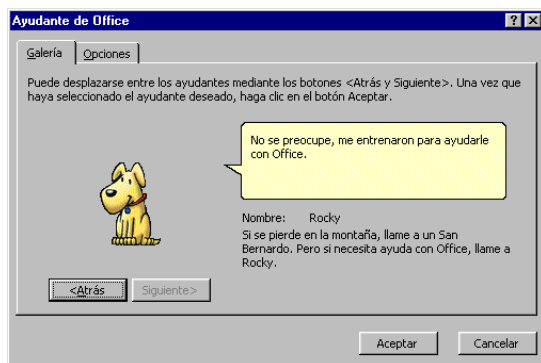 Ayudante de Office
Galería Opciones
Puede desplazarse entre los ayudantes mediante los botones <Atrás y Siguiente>. Una vez que
haya seleccionado el ayudante deseado, haga clic en el botón Aceptar.
No se preocupe, me entrenaron para ayudarle
con Office.
Nombre: Rocky
Si se pierde en la montaña, llame a un San
Bernardo. Pero si necesita ayuda con Office, llame a
Rocky.
<Atrás Siguiente>
Aceptar Cancelar